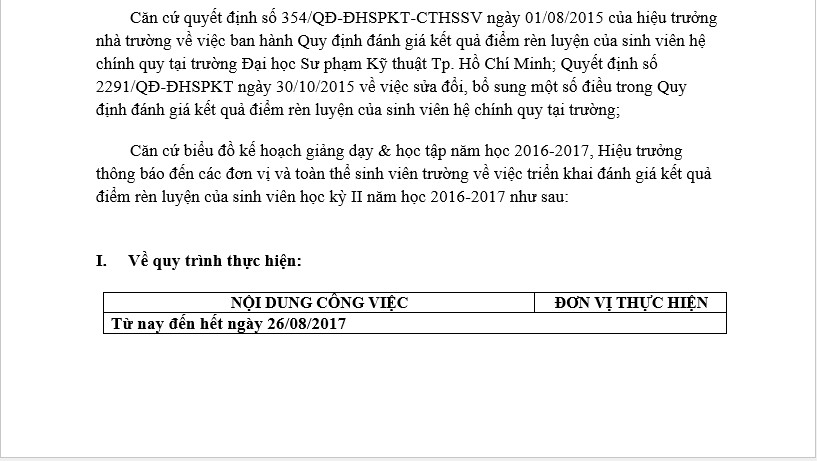 Căn cứ quyết định số 354/QĐ-ĐHSPKT-CTHSSV ngày 01/08/2015 của hiệu trưởng
nhà trường về việc ban hành Quy định đánh giá kết quả điểm rèn luyện của sinh viên hệ
chính quy tại trường Đại học Sư phạm Kỹ thuật Tp. Hồ Chí Minh; Quyết định số
2291/QĐ-ĐHSPKT ngày 30/10/2015 về việc sửa đổi, bổ sung một số điều trong Quy
định đánh giá kết quả điểm rèn luyện của sinh viên hệ chính quy tại trường;
Căn cứ biểu đồ kế hoạch giảng dạy & học tập năm học 2016-2017, Hiệu trưởng
thông báo đến các đơn vị và toàn thể sinh viên trường về việc triển khai đánh giá kết quả
điểm rèn luyện của sinh viên học kỳ II năm học 2016-2017 như sau:
I. Về quy trình thực hiện:
NỘI DUNG CÔNG VIỆC ĐƠN VỊ THỰC HIỆN
Từ nay đến hết ngày 26/08/2017